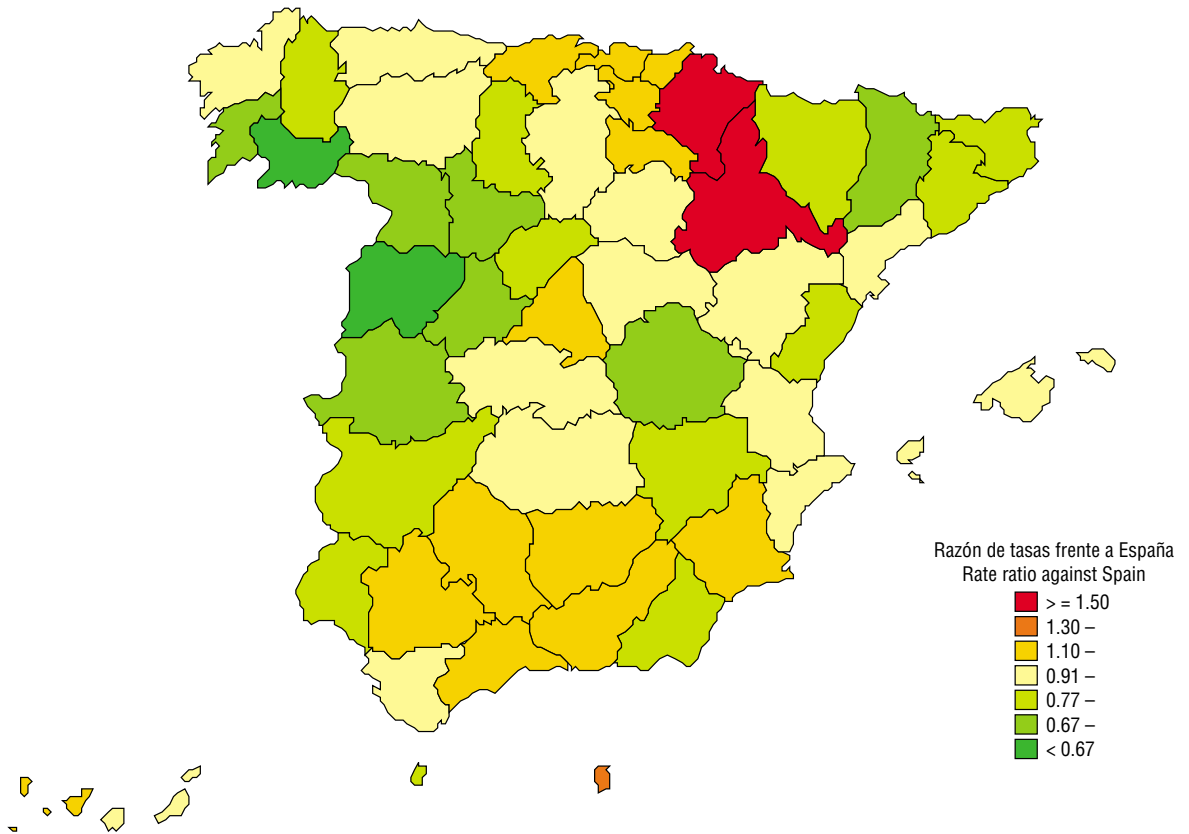 Razón de tasas frente a España
Rate ratio against Spain
> = 1.50
1.30 –
1.10 –
0.91 –
0.77 –
0.67 –
< 0.67